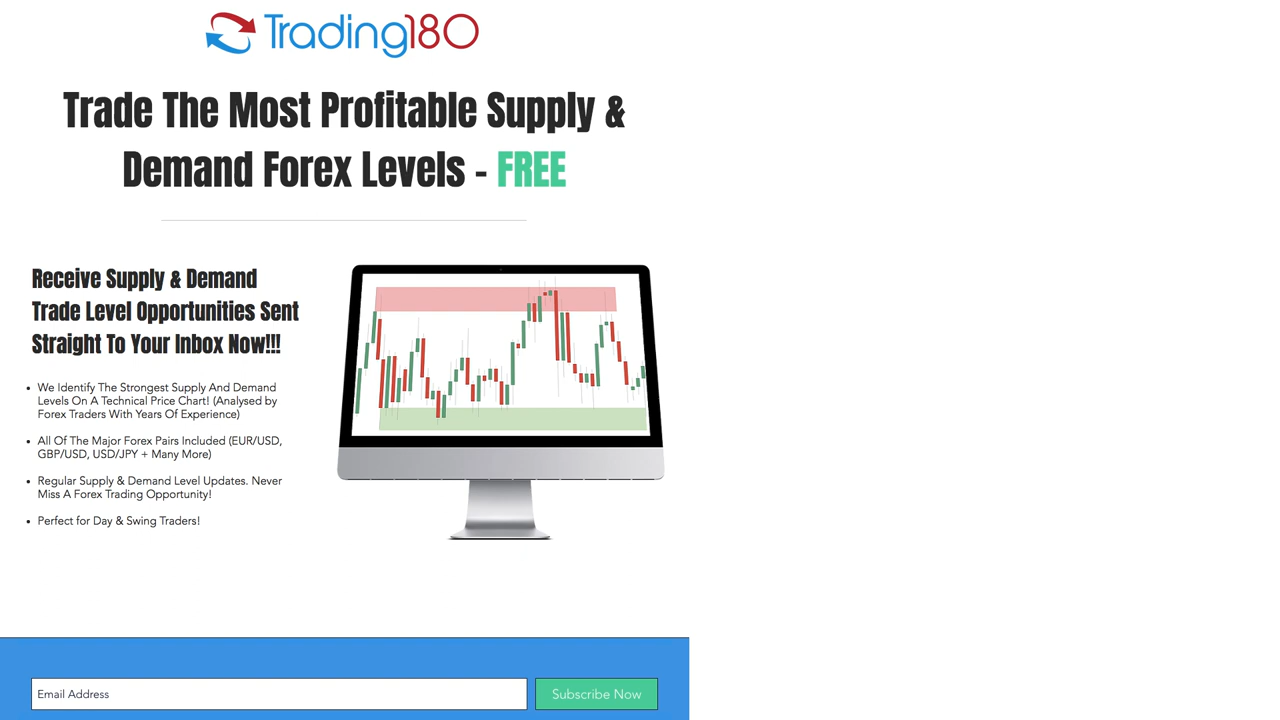 Trading180
Trade The Most Profitable Supply &
Demand Forex Levels - FREE
Receive Supply & Demand
Trade Level Opportunities Sent
Straight To Your Inbox Now!!!
• We Identify The Strongest Supply And Demand
Levels On A Technical Price Chart! (Analysed by
Forex Traders With Years Of Experience)
• All Of The Major Forex Pairs Included (EUR/USD,
GBP/USD, USD/JPY + Many More)
• Regular Supply & Demand Level Updates. Never
Miss A Forex Trading Opportunity!
• Perfect for Day & Swing Traders!
Email Address
Subscribe Now